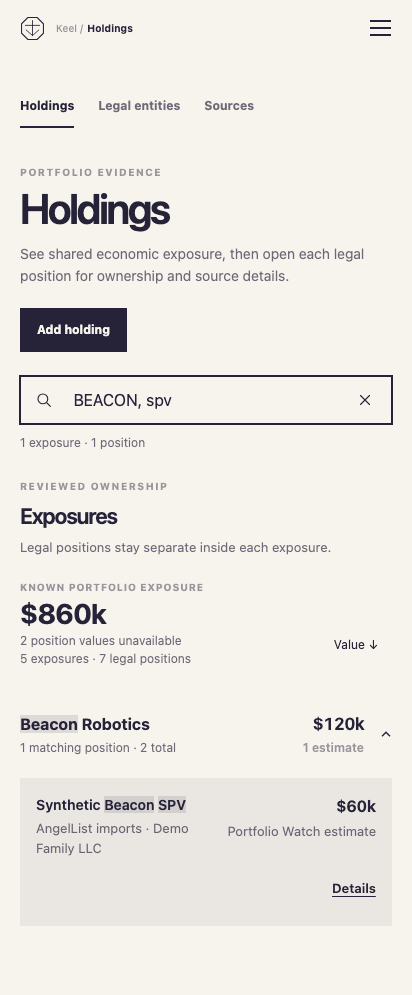 Keel / Holdings
Holdings Legal entities Sources
PORTFOLIO EVIDENCE
Holdings
See shared economic exposure, then open each legal
position for ownership and source details.
Add holding
BEACON, spv
1 exposure · 1 position
REVIEWED OWNERSHIP
Exposures
Legal positions stay separate inside each exposure.
KNOWN PORTFOLIO EXPOSURE
$860k
2 position values unavailable
5 exposures · 7 legal positions
Value ↓
Beacon Robotics
$120k
1 matching position · 2 total
1 estimate
Synthetic Beacon SPV
$60k
AngelList imports · Demo
Family LLC
Portfolio Watch estimate
Details